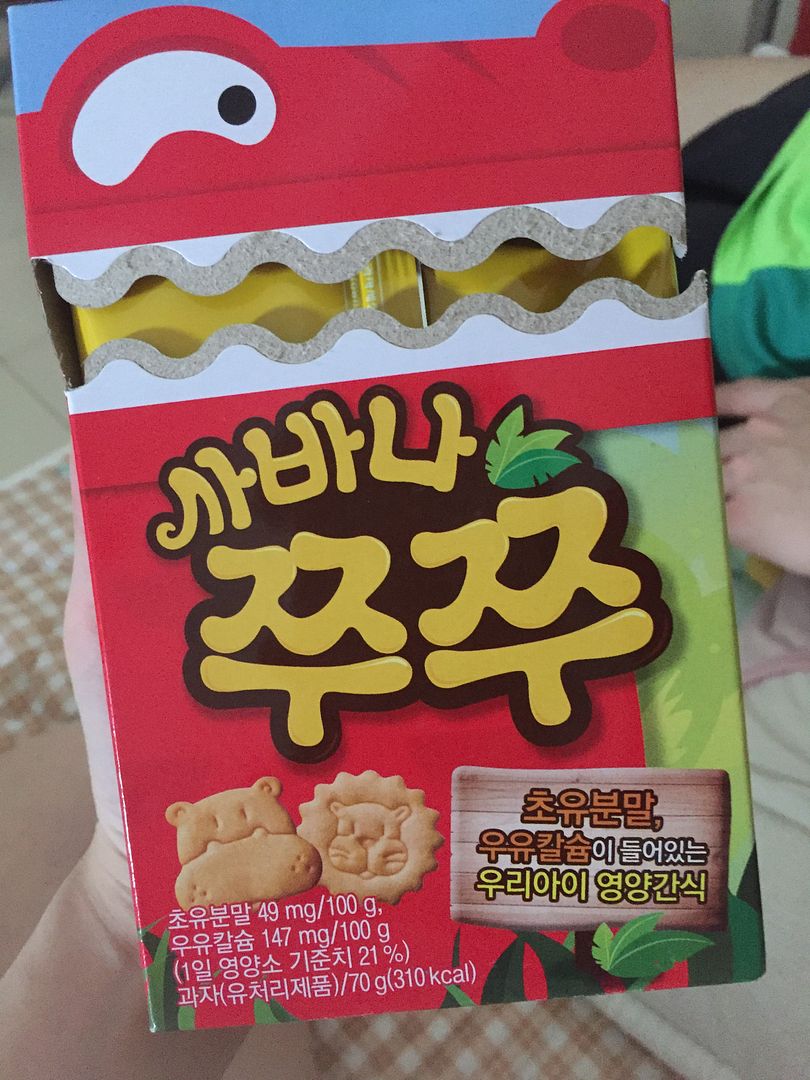 사바나
쮸쮸
초유분말,
우유칼슘이 들어있는
우리아이 영양간식
초유분말 49 mg/100 g,
우유칼슘 147 mg/100 g
(1일 영양소 기준치 21%)
과자(유처리제품)/70 g(310 kcal)